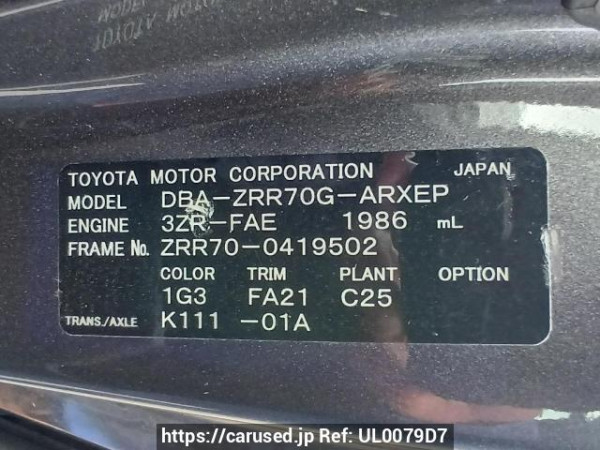 TOYOTA MOTOR CORPORATION JAPAN
MODEL DBA-ZRR70G-ARXEP
ENGINE 3ZR-FAE 1986 mL
FRAME No. ZRR70-0419502
COLOR TRIM PLANT OPTION
1G3 FA21 C25
TRANS./AXLE K111 -01A
https://carused.jp Ref: UL0079D7